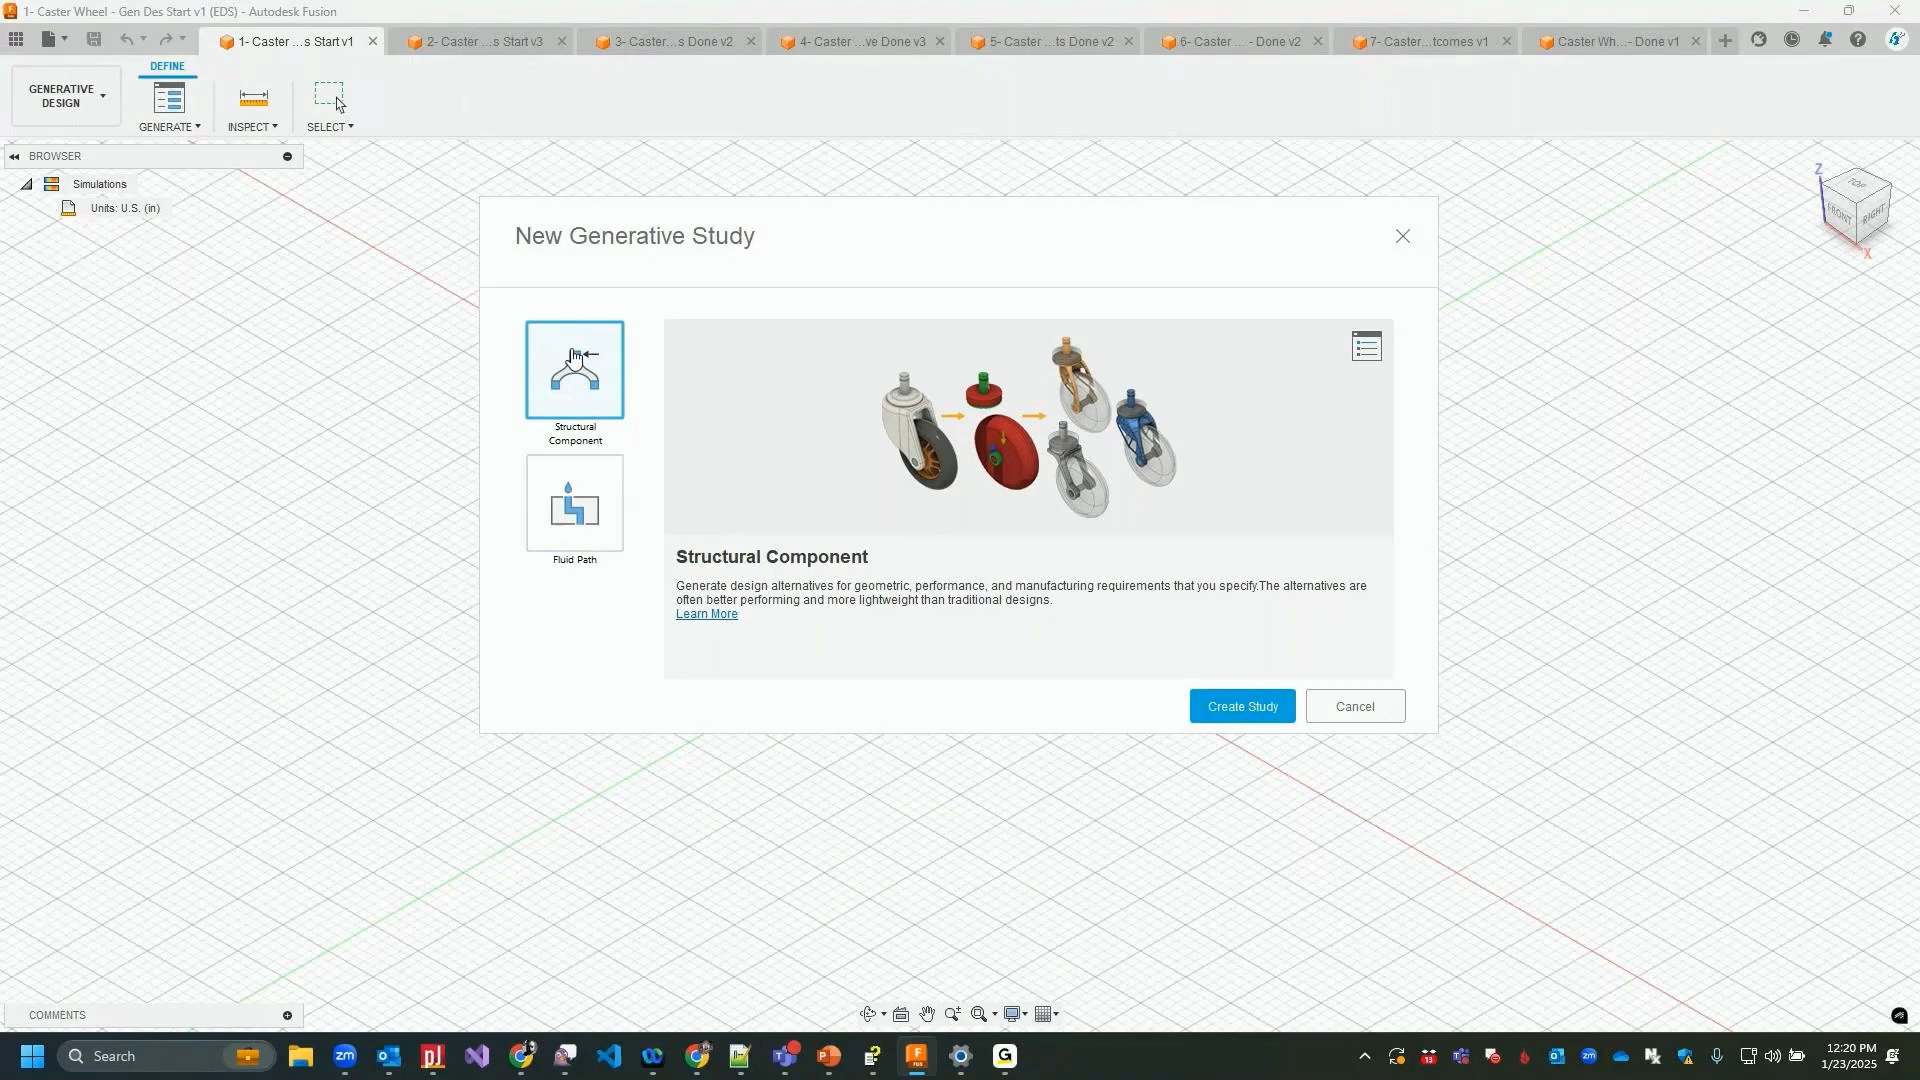 1- Caster Wheel - Gen Des Start v1 (EDS) - Autodesk Fusion
1- Caster ...s Start v1
2- Caster ...s Start v3
3- Caster...s Done v2
4- Caster ...ve Done v3
5- Caster ...ts Done v2
6- Caster ... - Done v2
7- Caster...tcomes v1
Caster Wh...- Done v1
DEFINE
GENERATIVE
DESIGN
GENERATE
INSPECT
SELECT
BROWSER
Simulations
Units: U.S. (in)
Z
TOP
FRONT
RIGHT
X
New Generative Study
Structural
Component
Fluid Path
Structural Component
Generate design alternatives for geometric, performance, and manufacturing requirements that you specify.The alternatives are
often better performing and more lightweight than traditional designs.
Learn More
Create Study
Cancel
COMMENTS
Search
12:20 PM
1/23/2025